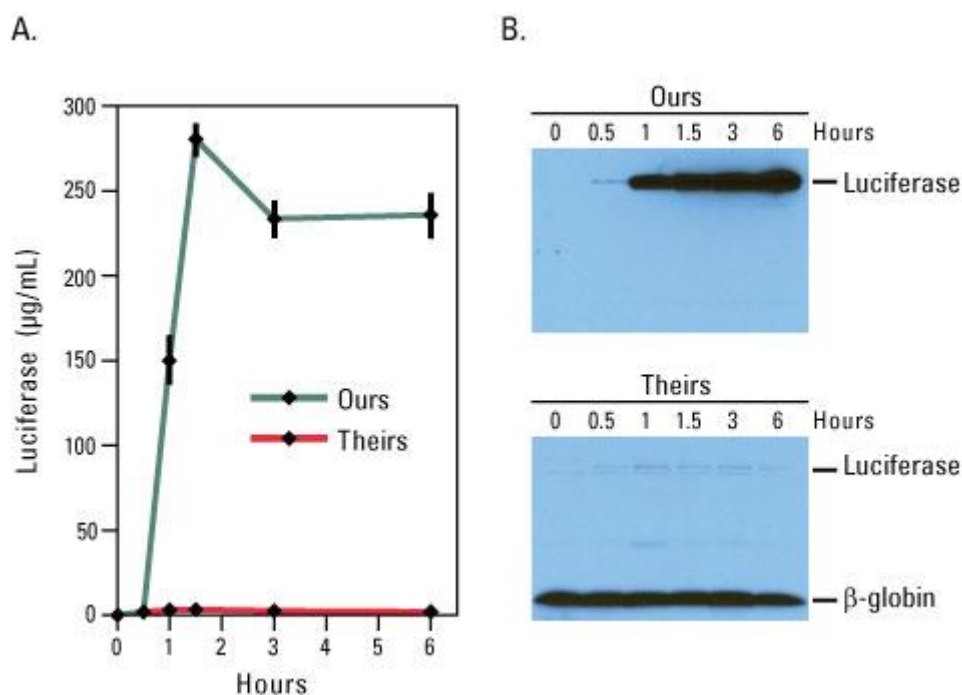 A.
300
250
200
150
100
50
0
Luciferase (µg/mL)
Ours
Theirs
0 1 2 3 4 5 6
Hours
B.
Ours
0 0.5 1 1.5 3 6 Hours
Luciferase
Theirs
0 0.5 1 1.5 3 6 Hours
Luciferase
β-globin